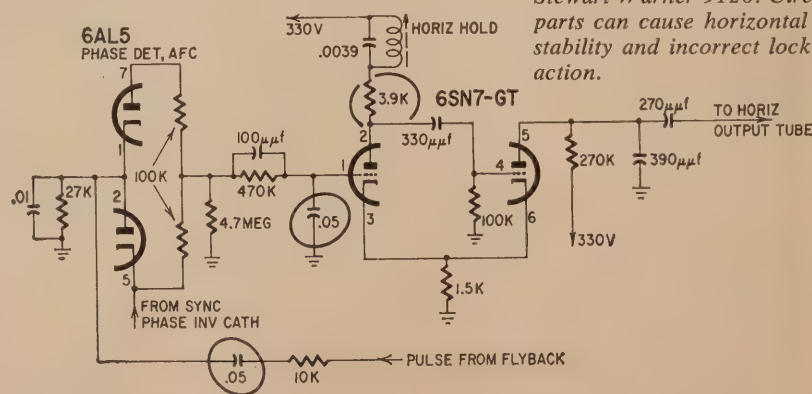 Stewart-Warner 9126. Circ
parts can cause horizontal
stability and incorrect lock
action.
6AL5
PHASE DET, AFC
7
1
2
5
100K
.01
27K
4.7MEG
100μμf
470K
.05
330V
.0039
HORIZ HOLD
3.9K
6SN7-GT
2
1
3
330μμf
100K
5
4
6
1.5K
270K
330V
390μμf
270μμf
TO HORIZ
OUTPUT TUBE
FROM SYNC
PHASE INV CATH
.05
10K
PULSE FROM FLYBACK